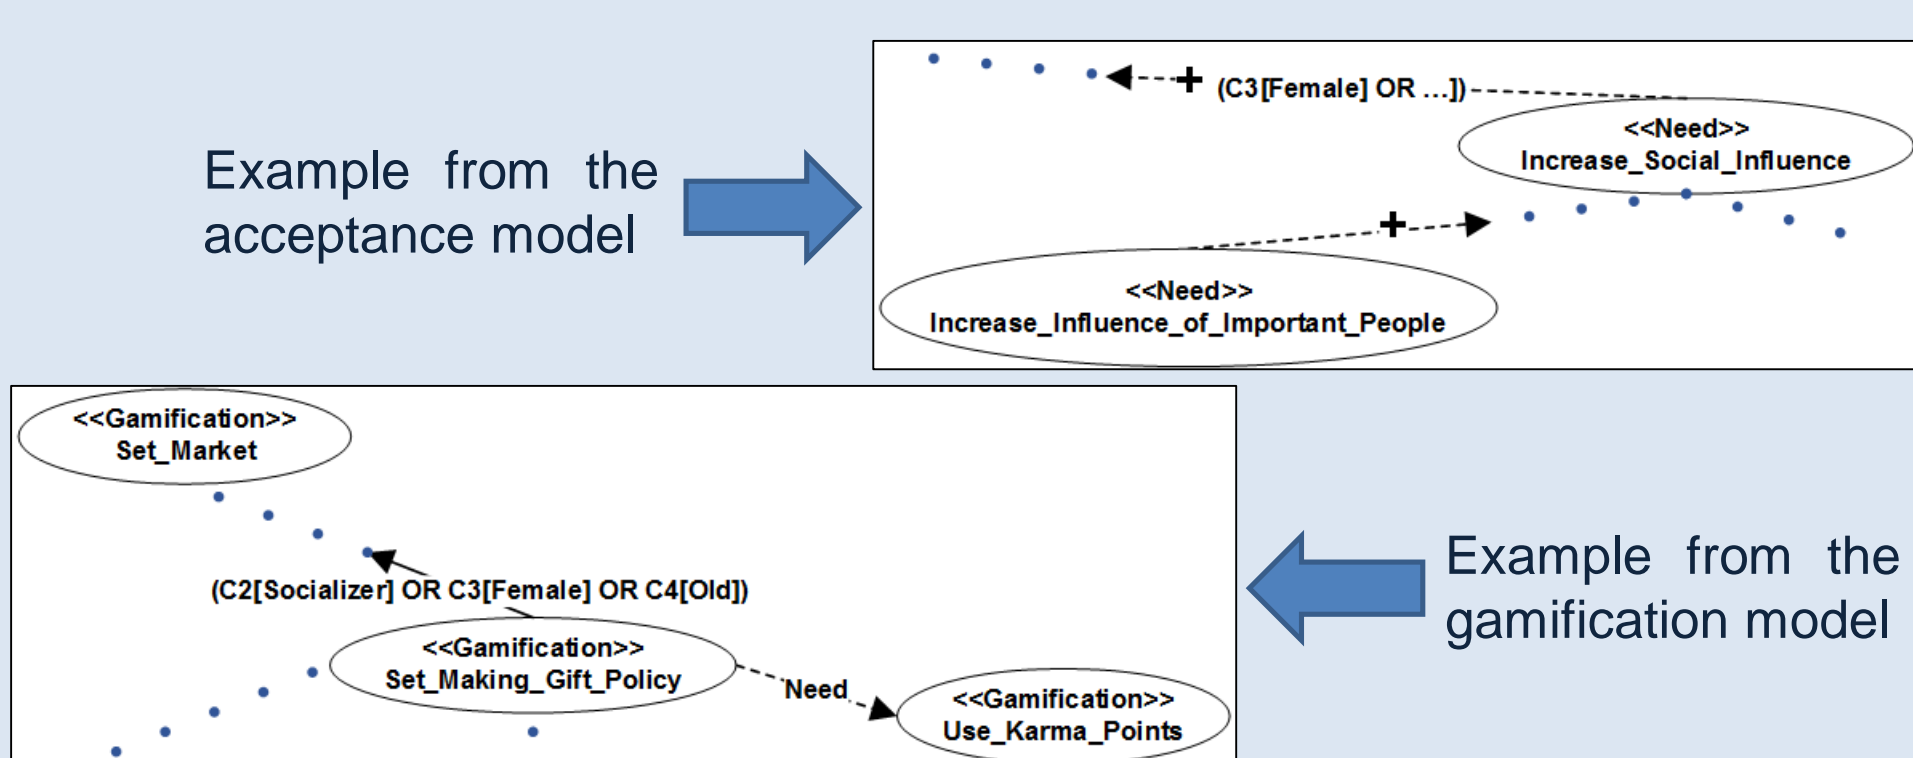 (C3[Female] OR ...])
<<Need>>
Increase_Social_Influence
Example from the
acceptance model
<<Need>>
Increase_Influence_of_Important_People
<<Gamification>>
Set_Market
(C2[Socializer] OR C3[Female] OR C4[Old])
<<Gamification>>
Set_Making_Gift_Policy
Need
<<Gamification>>
Use_Karma_Points
Example from the
gamification model